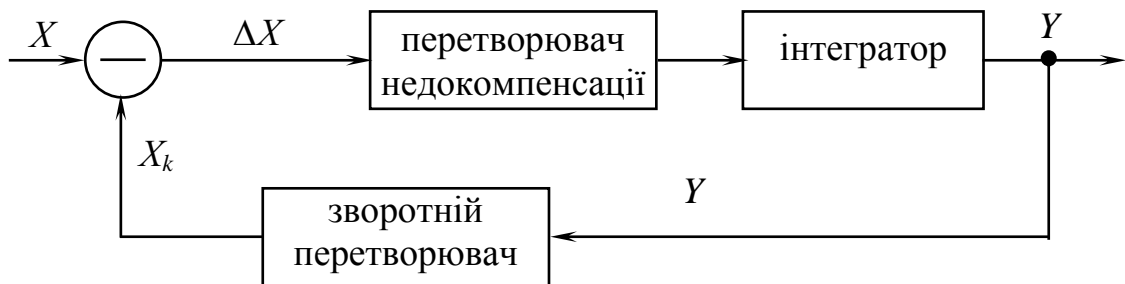 X
ΔX
перетворювач
недокомпенсації
інтегратор
Y
X_k
зворотній
перетворювач
Y